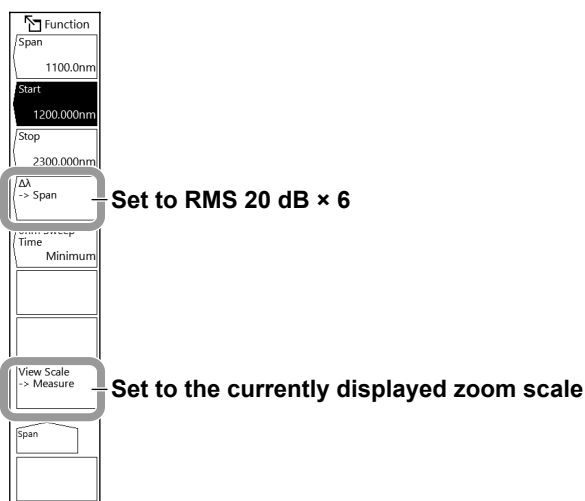 Function
Span
1100.0nm
Start
1200.000nm
Stop
2300.000nm
Δλ
-> Span
Set to RMS 20 dB × 6
Sweep
Time
Minimum
View Scale
-> Measure
Set to the currently displayed zoom scale
Span